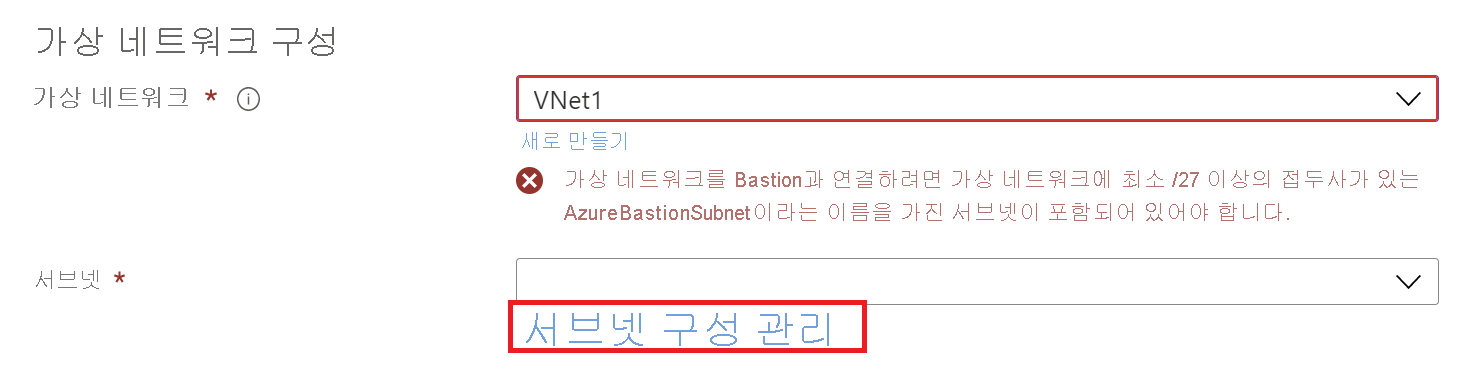 가상 네트워크 구성
가상 네트워크 *
VNet1
새로 만들기
가상 네트워크를 Bastion과 연결하려면 가상 네트워크에 최소 /27 이상의 접두사가 있는
AzureBastionSubnet이라는 이름을 가진 서브넷이 포함되어 있어야 합니다.
서브넷 *
서브넷 구성 관리